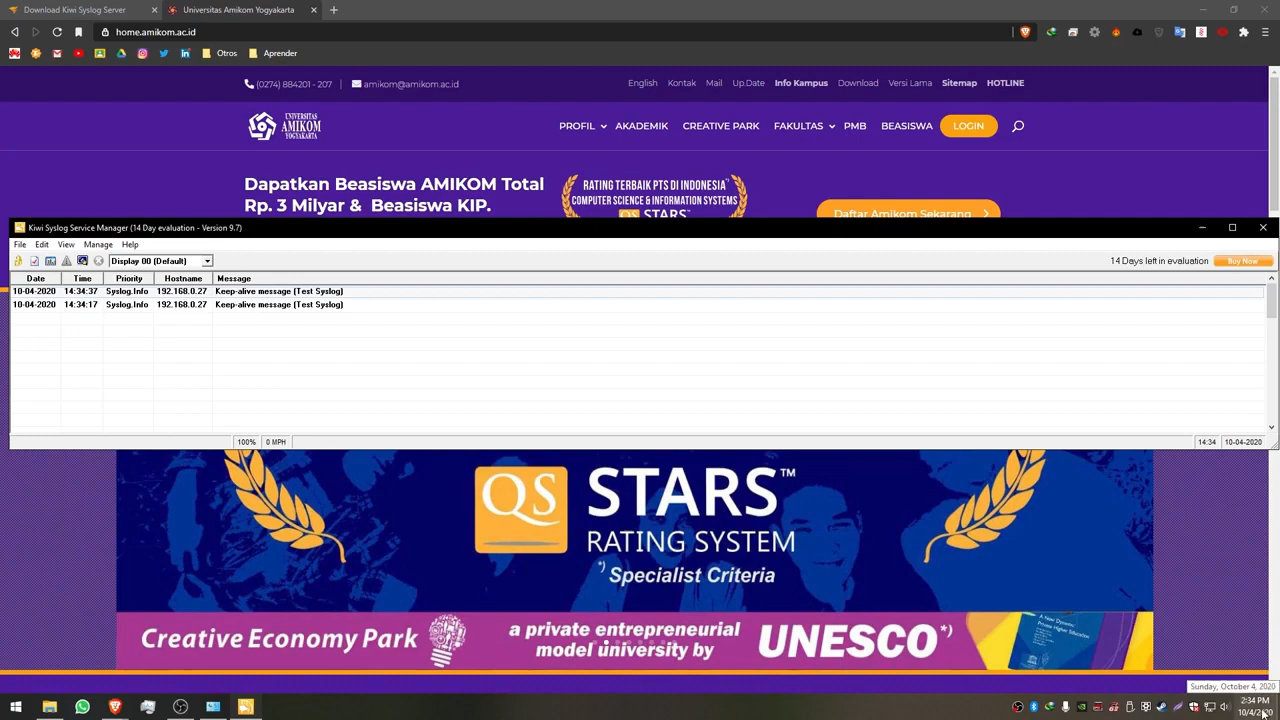 Download Kiwi Syslog Server
Universitas Amikom Yogyakarta
home.amikom.ac.id
Otros
Aprender
(0274) 884201 - 207
amikom@amikom.ac.id
English Kontak Mail Up.Date Info Kampus Download Versi Lama Sitemap HOTLINE
UNIVERSITAS
AMIKOM
YOGYAKARTA
PROFIL AKADEMIK CREATIVE PARK FAKULTAS PMB BEASISWA LOGIN
Dapatkan Beasiswa AMIKOM Total
Rp. 3 Milyar & Beasiswa KIP.
RATING TERBAIK PTS DI INDONESIA*)
COMPUTER SCIENCE & INFORMATION SYSTEMS
QS STARS
Daftar Amikom Sekarang
Kiwi Syslog Service Manager (14 Day evaluation - Version 9.7)
File Edit View Manage Help
Display 00 (Default)
14 Days left in evaluation
Buy Now
Date Time Priority Hostname Message
10-04-2020 14:34:37 Syslog.Info 192.168.0.27 Keep-alive message (Test Syslog)
10-04-2020 14:34:17 Syslog.Info 192.168.0.27 Keep-alive message (Test Syslog)
100% 0 MPH 14:34 10-04-2020
QS
STARS™
RATING SYSTEM
*) Specialist Criteria
Creative Economy Park
a private entrepreneurial
model university by
UNESCO*)
Sunday, October 4, 2020
2:34 PM
10/4/2020